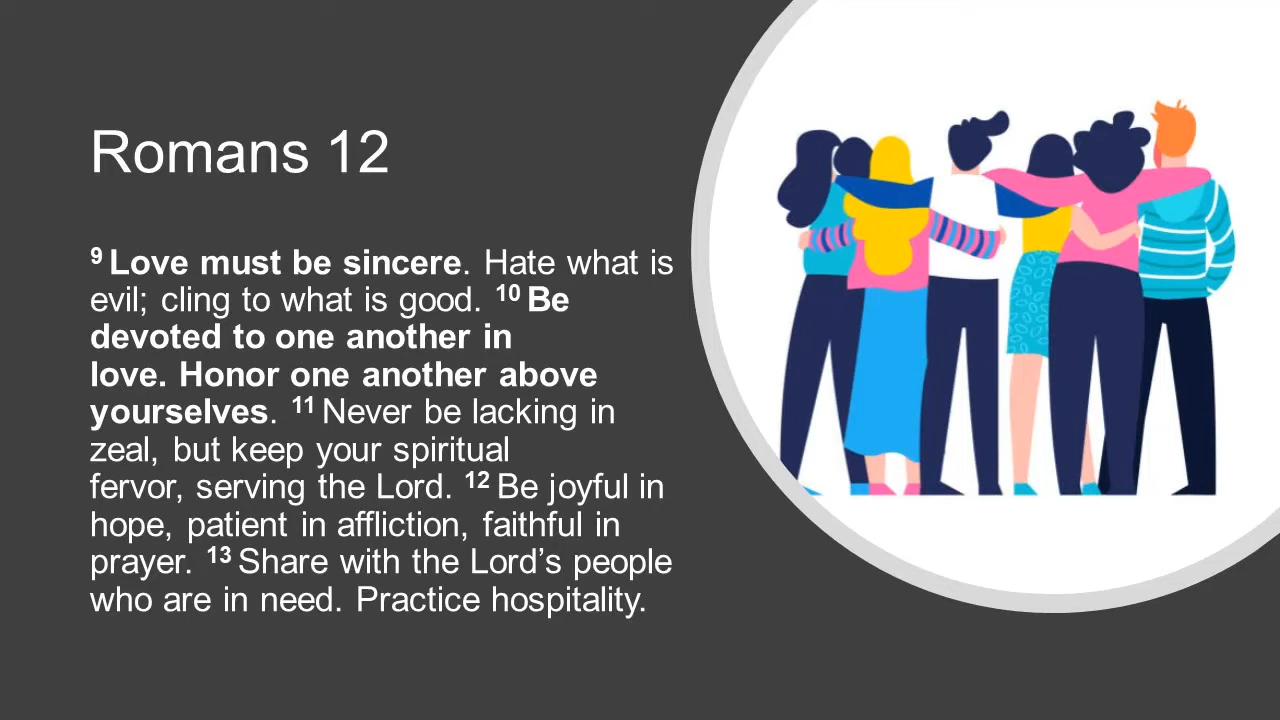 Romans 12
9 Love must be sincere. Hate what is
evil; cling to what is good. 10 Be
devoted to one another in
love. Honor one another above
yourselves. 11 Never be lacking in
zeal, but keep your spiritual
fervor, serving the Lord. 12 Be joyful in
hope, patient in affliction, faithful in
prayer. 13 Share with the Lord’s people
who are in need. Practice hospitality.